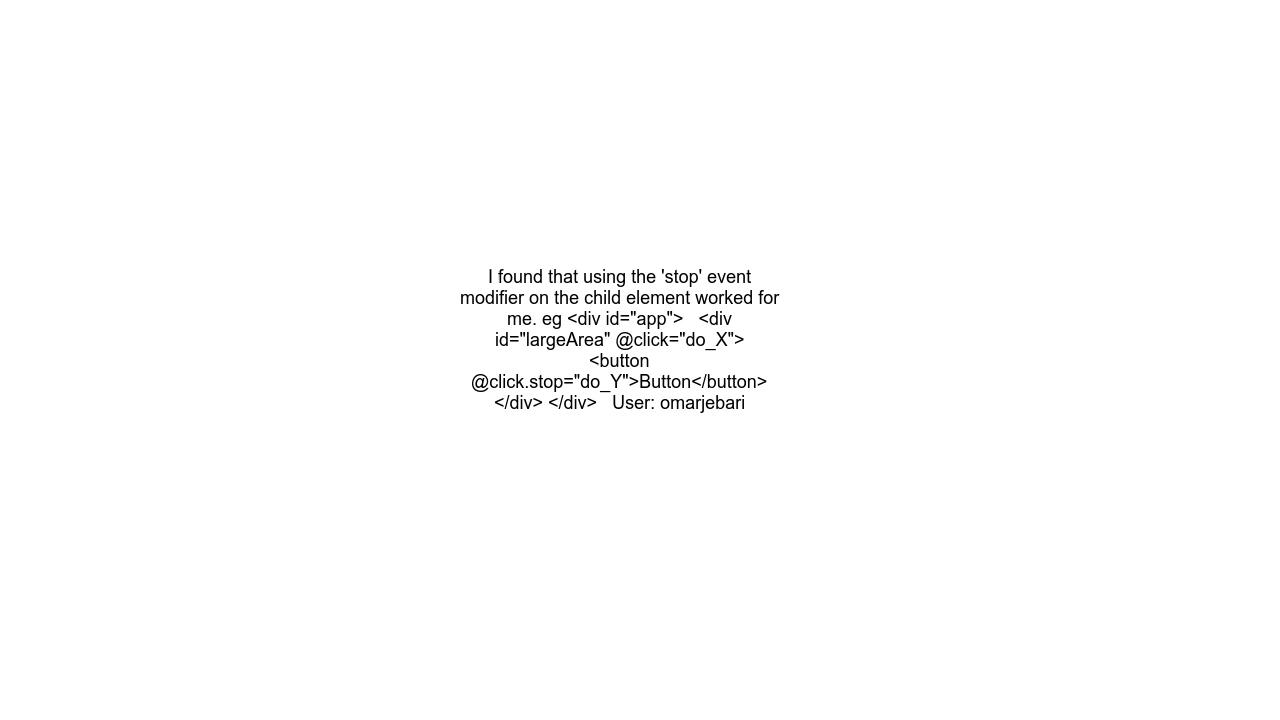 I found that using the 'stop' event
modifier on the child element worked for
me. eg <div id="app">   <div
id="largeArea" @click="do_X">
<button
@click.stop="do_Y">Button</button>
</div> </div>   User: omarjebari